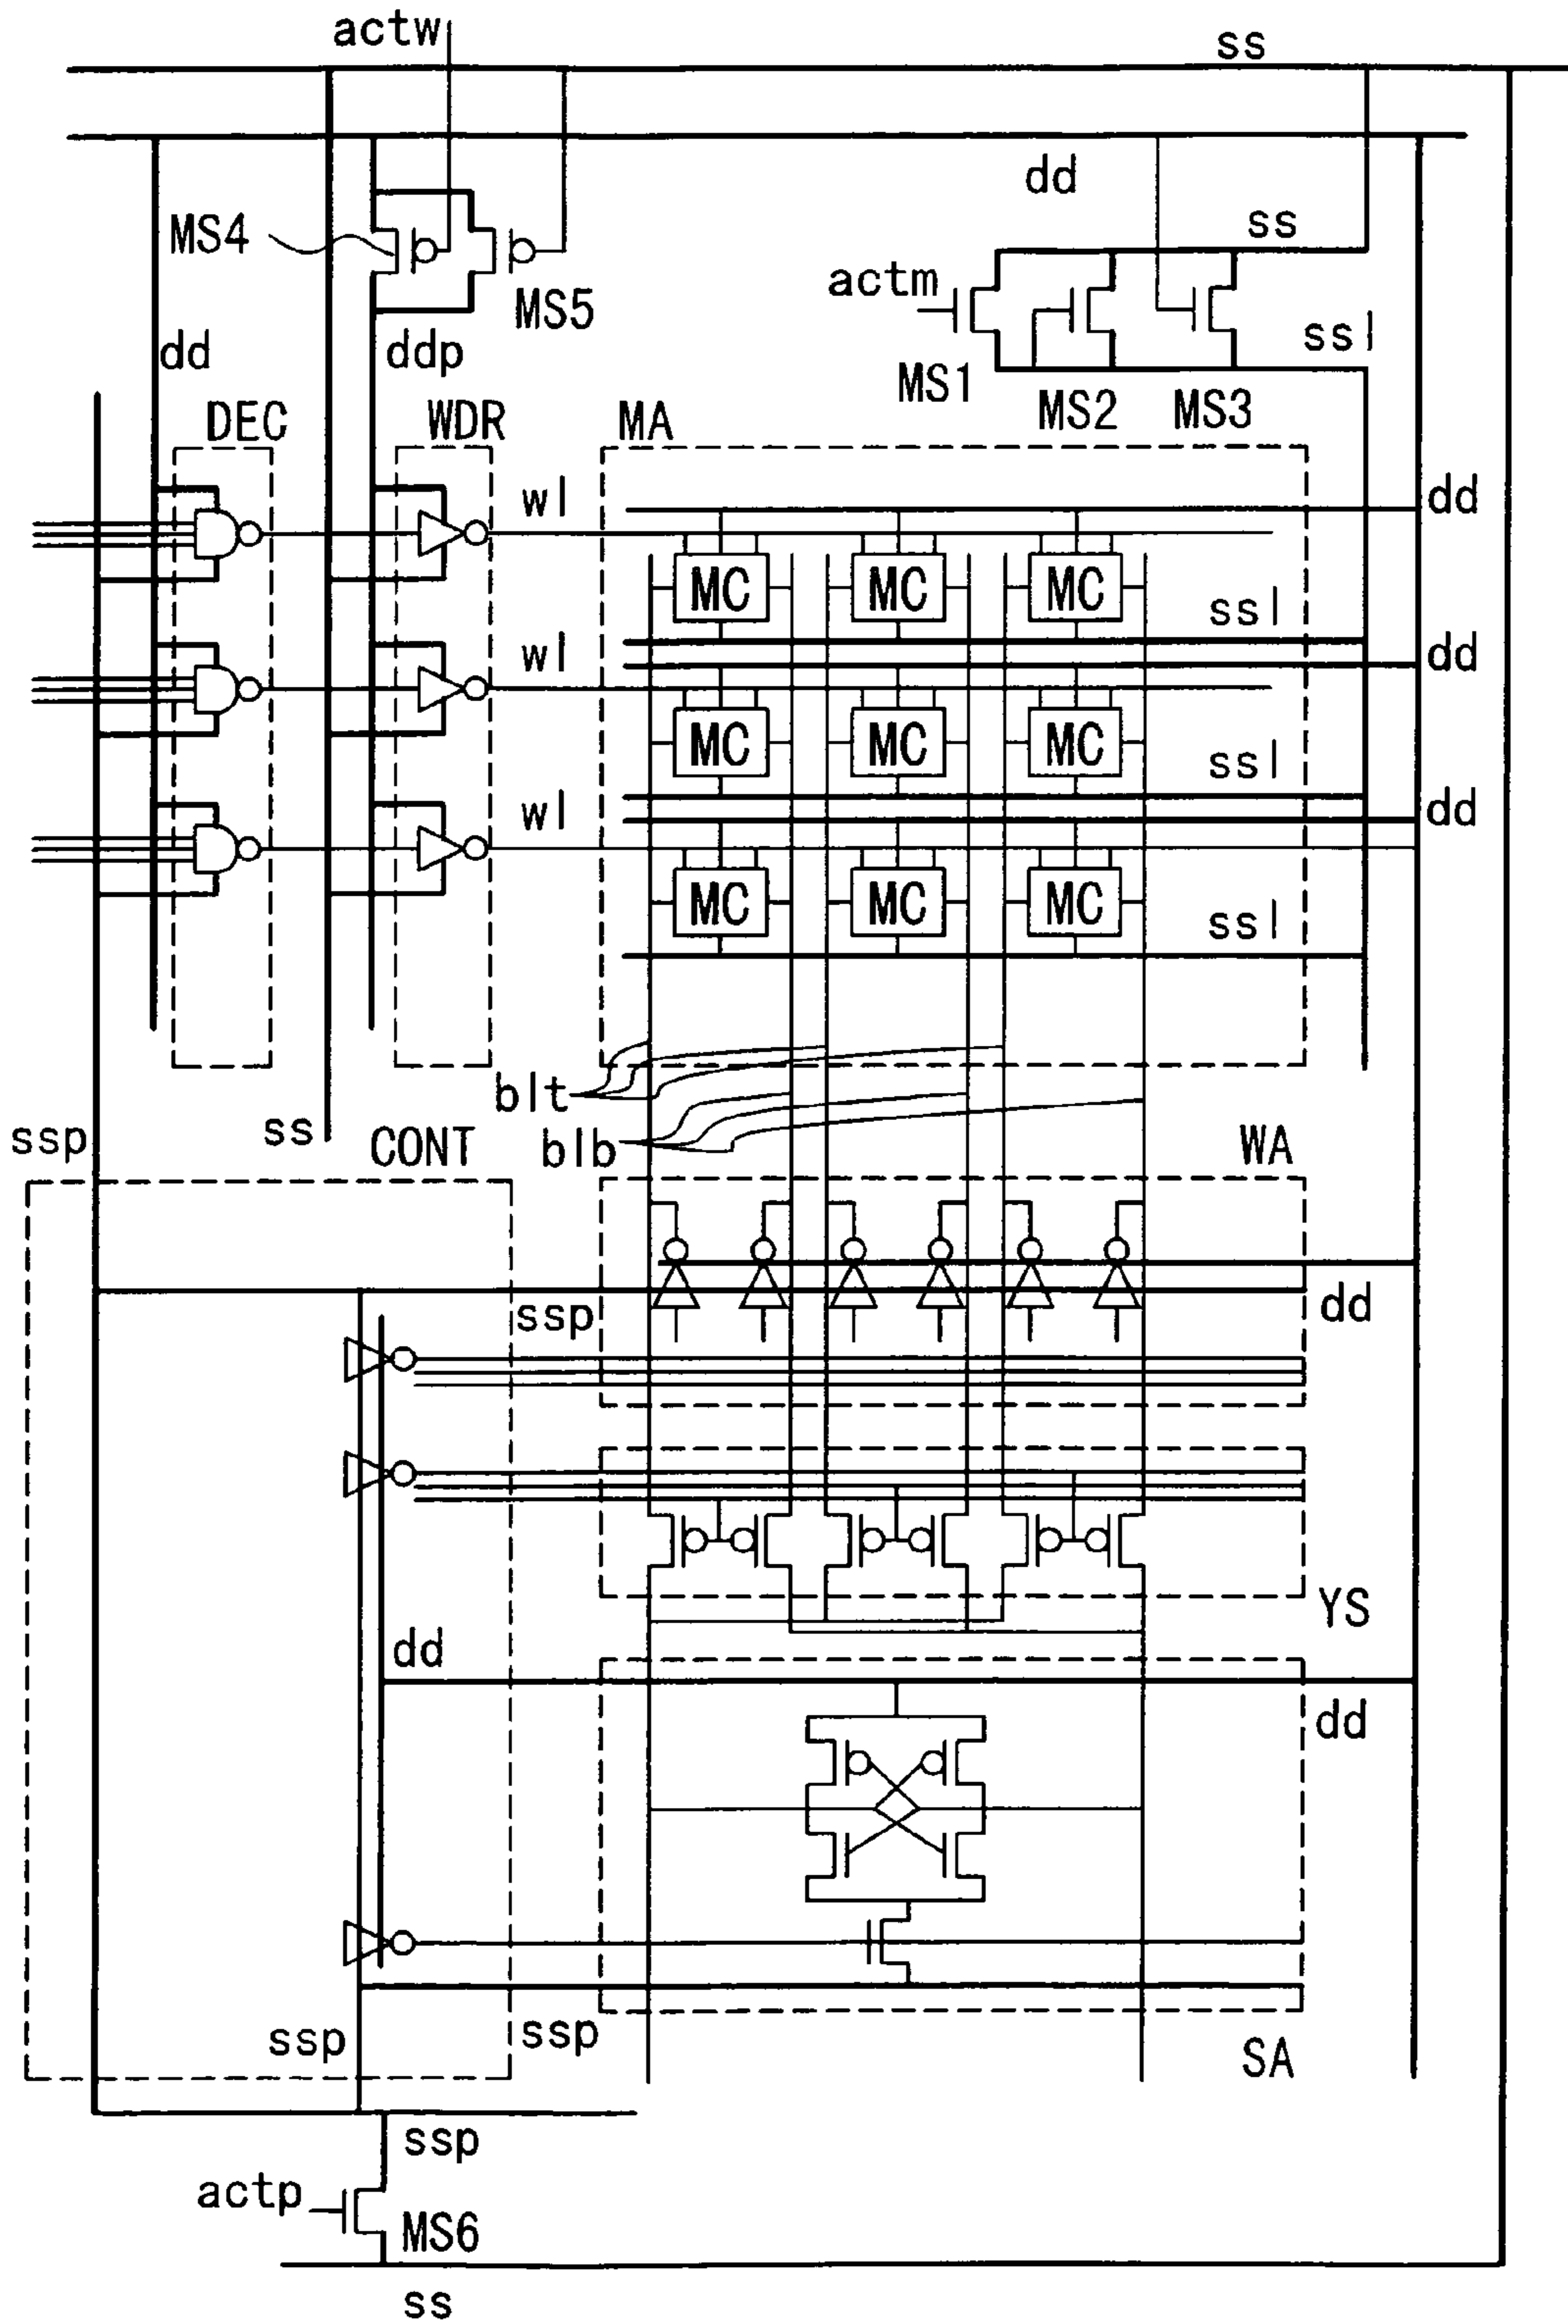 actw
ss
dd
MS4
ss
actm
MS5
ssl
dd
ddp
MS1
MS2
MS3
DEC
WDR
MA
wl
dd
MC MC MC
ssl
wl
dd
MC MC MC
ssl
wl
dd
MC MC MC
ssl
blt
ssp
ss
CONT
blb
WA
ssp
dd
YS
dd
dd
ssp
ssp
SA
ssp
actp
MS6
ss